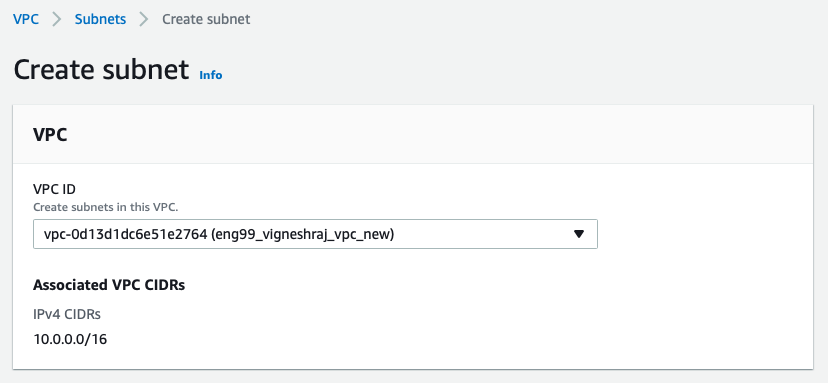 VPC > Subnets > Create subnet
Create subnet Info
VPC
VPC ID
Create subnets in this VPC.
vpc-0d13d1dc6e51e2764 (eng99_vigneshraj_vpc_new)
Associated VPC CIDRs
IPv4 CIDRs
10.0.0.0/16